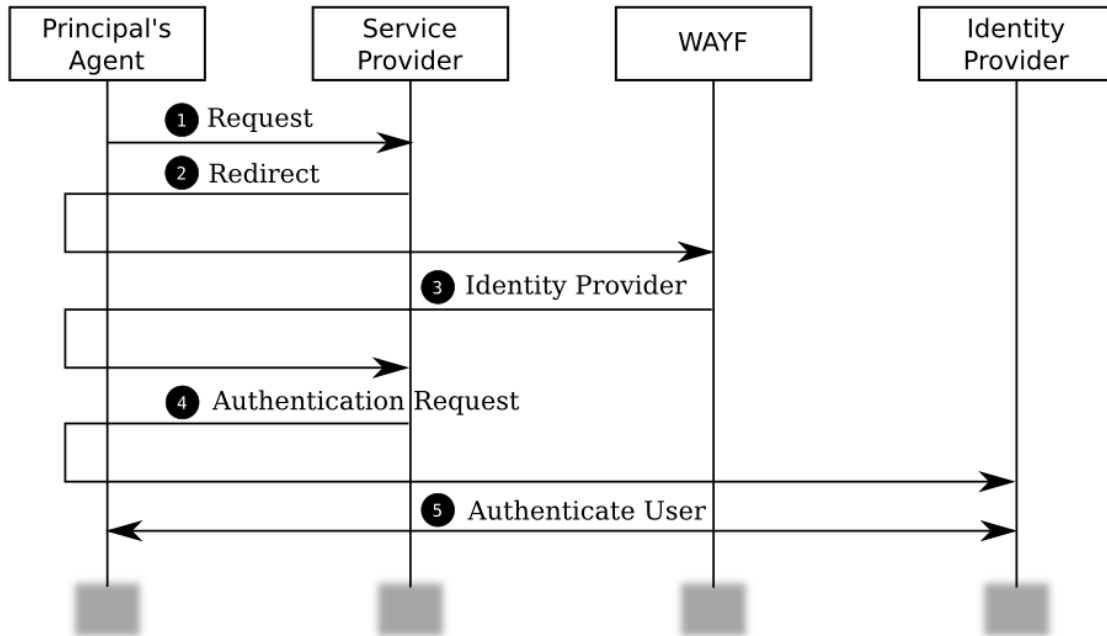 Principal's
Agent
Service
Provider
WAYF
Identity
Provider
1 Request
2 Redirect
3 Identity Provider
4 Authentication Request
5 Authenticate User